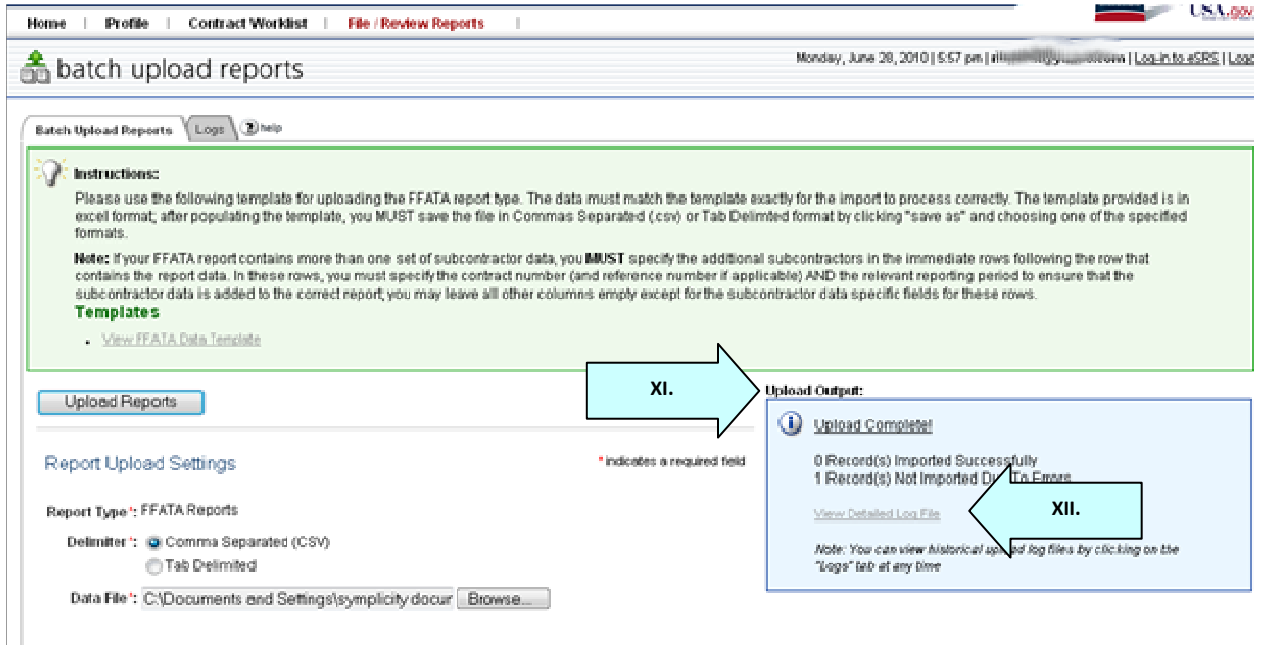 USA.gov
Home | Profile | Contract Worklist | File / Review Reports |
batch upload reports
Monday, June 28, 2010 | 5:57 pm | | Log-in to eSRS |
Batch Upload Reports Logs help
Instructions:
Please use the following template for uploading the FFATA report type. The data must match the template exactly for the import to process correctly. The template provided is in
excell format; after populating the template, you MUST save the file in Commas Separated (.csv) or Tab Delimted format by clicking "save as" and choosing one of the specified
formats.
Note: If your FFATA report contains more than one set of subcontractor data, you MUST specify the additional subcontractors in the immediate rows following the row that
contains the report data. In these rows, you must specify the contract number (and reference number if applicable) AND the relevant reporting period to ensure that the
subcontractor data is added to the correct report; you may leave all other columns empty except for the subcontractor data specific fields for these rows.
Templates
• View FFATA Data Template
Upload Reports
XI.
Upload Output:
Upload Complete!
0 Record(s) Imported Successfully
1 Record(s) Not Imported Due To Errors
View Detailed Log File
XII.
Note: You can view historical upload log files by clicking on the
"Logs" tab at any time
Report Upload Settings
* indicates a required field
Report Type*: FFATA Reports
Delimiter*: Comma Separated (CSV)
Tab Delimited
Data File*: C:\Documents and Settings\symplicity docur Browse...